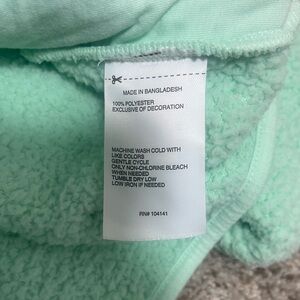 MADE IN BANGLADESH
100% POLYESTER
EXCLUSIVE OF DECORATION
MACHINE WASH COLD WITH
LIKE COLORS
GENTLE CYCLE
ONLY NON-CHLORINE BLEACH
WHEN NEEDED
TUMBLE DRY LOW
LOW IRON IF NEEDED
RN# 104141